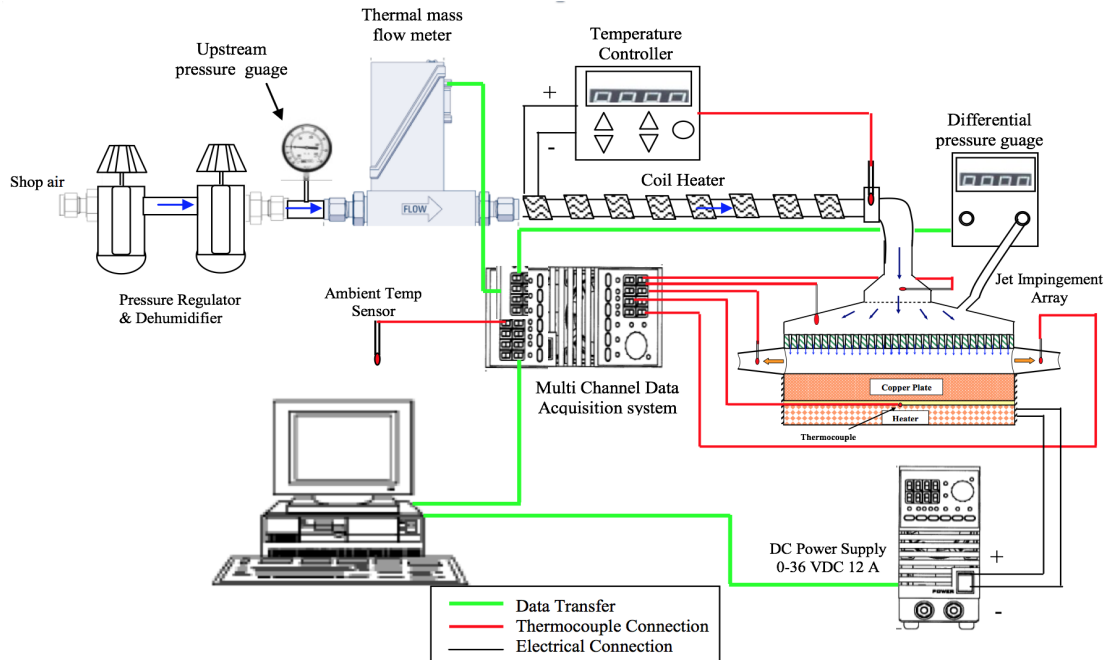 Thermal mass
flow meter
Upstream
pressure guage
Temperature
Controller
+
-
Differential
pressure guage
Shop air
Coil Heater
FLOW
Pressure Regulator
& Dehumidifier
Ambient Temp
Sensor
Jet Impingement
Array
Multi Channel Data
Acquisition system
Copper Plate
Heater
Thermocouple
DC Power Supply
0-36 VDC 12 A
+
POWER
-
Data Transfer
Thermocouple Connection
Electrical Connection